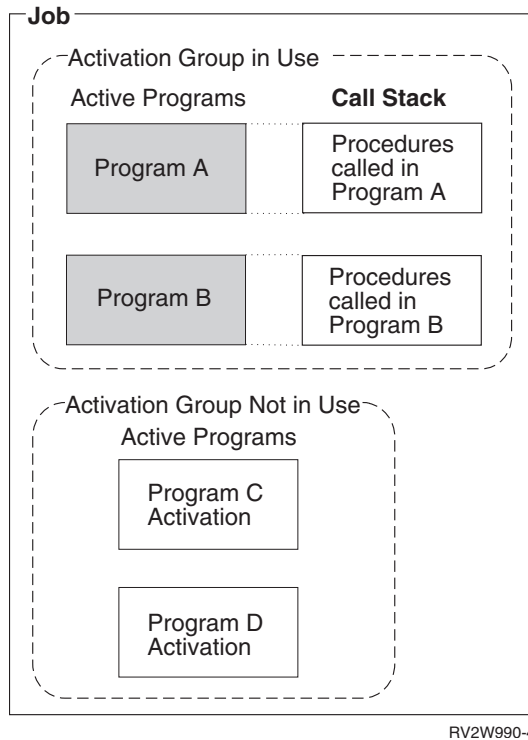 Job
Activation Group in Use
Active Programs
Call Stack
Program A
Procedures
called in
Program A
Program B
Procedures
called in
Program B
Activation Group Not in Use
Active Programs
Program C
Activation
Program D
Activation